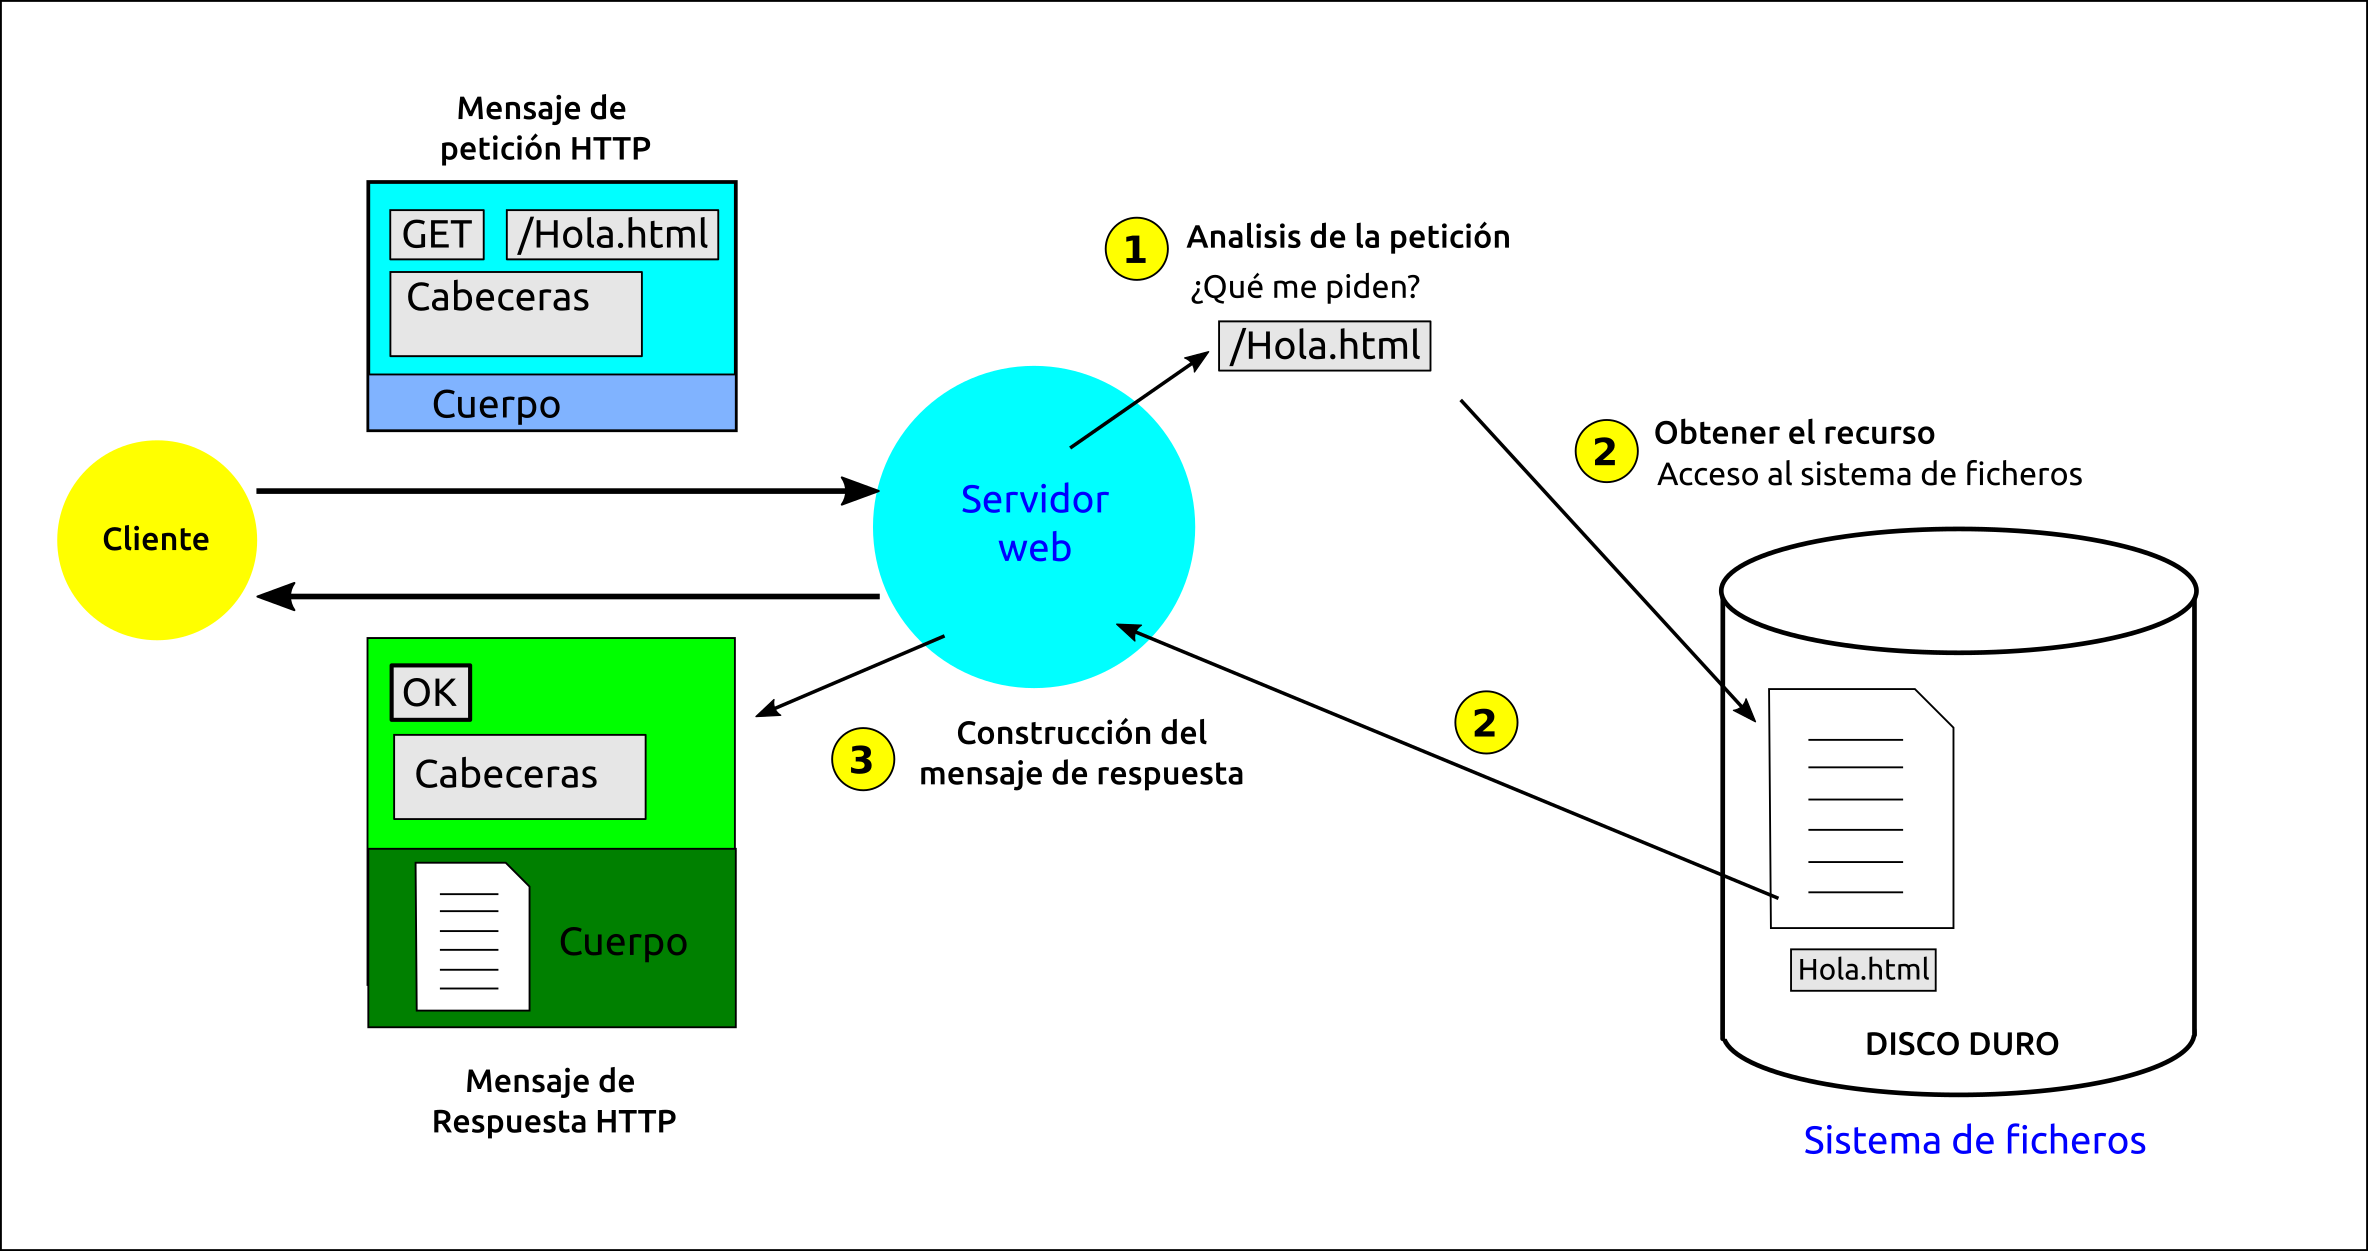 Mensaje de
petición HTTP
GET /Hola.html
Cabeceras
Cuerpo
Cliente
Servidor
web
1 Analisis de la petición
¿Qué me piden?
/Hola.html
2 Obtener el recurso
Acceso al sistema de ficheros
2
3 Construcción del
mensaje de respuesta
OK
Cabeceras
Cuerpo
Mensaje de
Respuesta HTTP
Hola.html
DISCO DURO
Sistema de ficheros